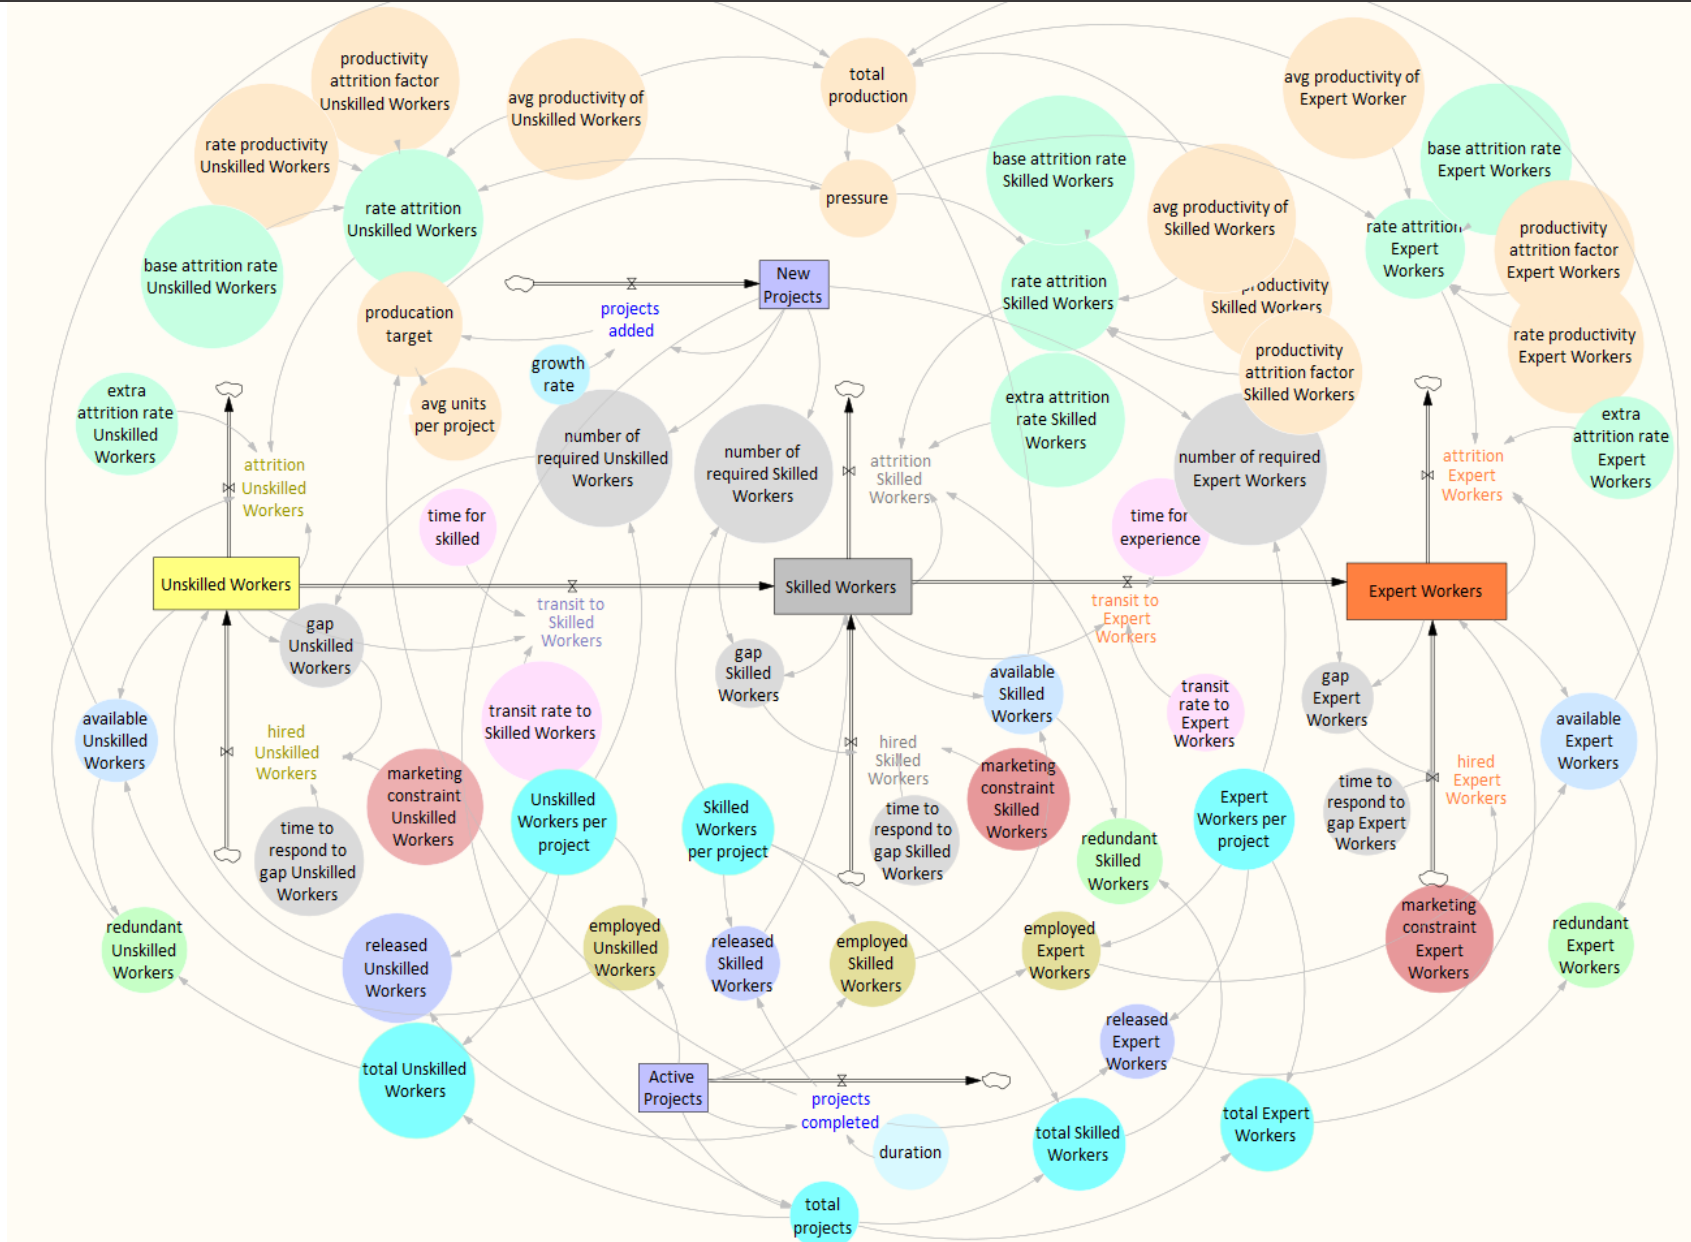 productivity
attrition factor
Unskilled Workers
total
production
avg productivity of
Expert Worker
avg productivity of
Unskilled Workers
rate productivity
Unskilled Workers
base attrition rate
Skilled Workers
base attrition rate
Expert Workers
pressure
rate attrition
Unskilled Workers
avg productivity of
Skilled Workers
rate attrition
Expert
Workers
productivity
attrition factor
Expert Workers
base attrition rate
Unskilled Workers
New
Projects
rate attrition
Skilled Workers
productivity
Skilled Workers
producation
target
projects
added
rate productivity
Expert Workers
growth
rate
productivity
attrition factor
Skilled Workers
extra
attrition rate
Unskilled
Workers
avg units
per project
extra attrition
rate Skilled
Workers
extra
attrition rate
Expert
Workers
number of
required Unskilled
Workers
number of
required Skilled
Workers
number of required
Expert Workers
attrition
Unskilled
Workers
attrition
Skilled
Workers
attrition
Expert
Workers
time for
skilled
time for
experience
Unskilled Workers
Skilled Workers
Expert Workers
transit to
Skilled
Workers
transit to
Expert
Workers
gap
Unskilled
Workers
gap
Skilled
Workers
available
Skilled
Workers
transit
rate to
Expert
Workers
gap
Expert
Workers
available
Unskilled
Workers
transit rate to
Skilled Workers
available
Expert
Workers
hired
Unskilled
Workers
hired
Skilled
Workers
hired
Expert
Workers
marketing
constraint
Unskilled
Workers
Unskilled
Workers per
project
Skilled
Workers
per project
marketing
constraint
Skilled
Workers
Expert
Workers per
project
time to
respond to
gap Expert
Workers
time to
respond to
gap Unskilled
Workers
time to
respond to
gap Skilled
Workers
redundant
Skilled
Workers
marketing
constraint
Expert
Workers
redundant
Unskilled
Workers
released
Unskilled
Workers
employed
Unskilled
Workers
released
Skilled
Workers
employed
Skilled
Workers
employed
Expert
Workers
redundant
Expert
Workers
released
Expert
Workers
total Unskilled
Workers
Active
Projects
projects
completed
total Expert
Workers
duration
total Skilled
Workers
total
projects